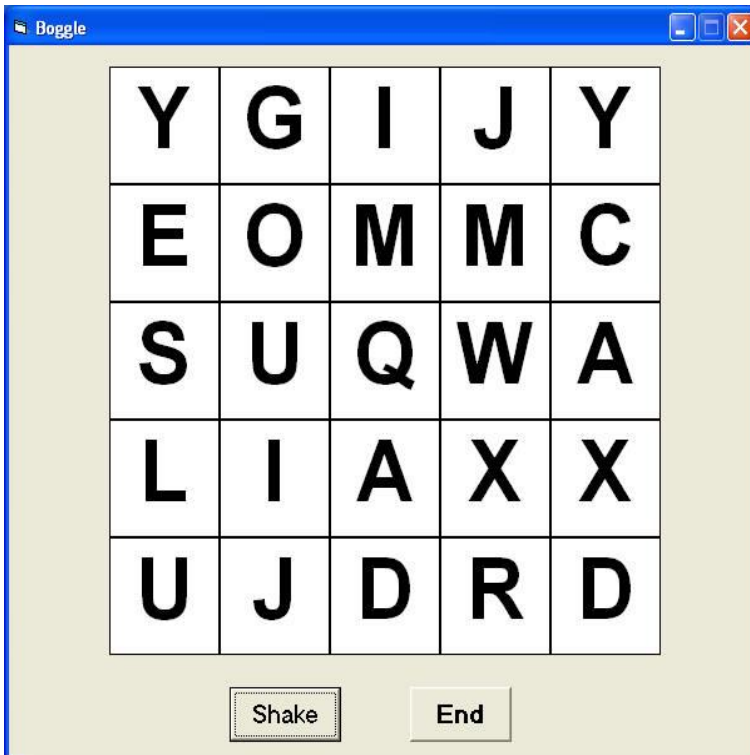 Boggle
Y G I J Y
E O M M C
S U Q W A
L I A X X
U J D R D
Shake End